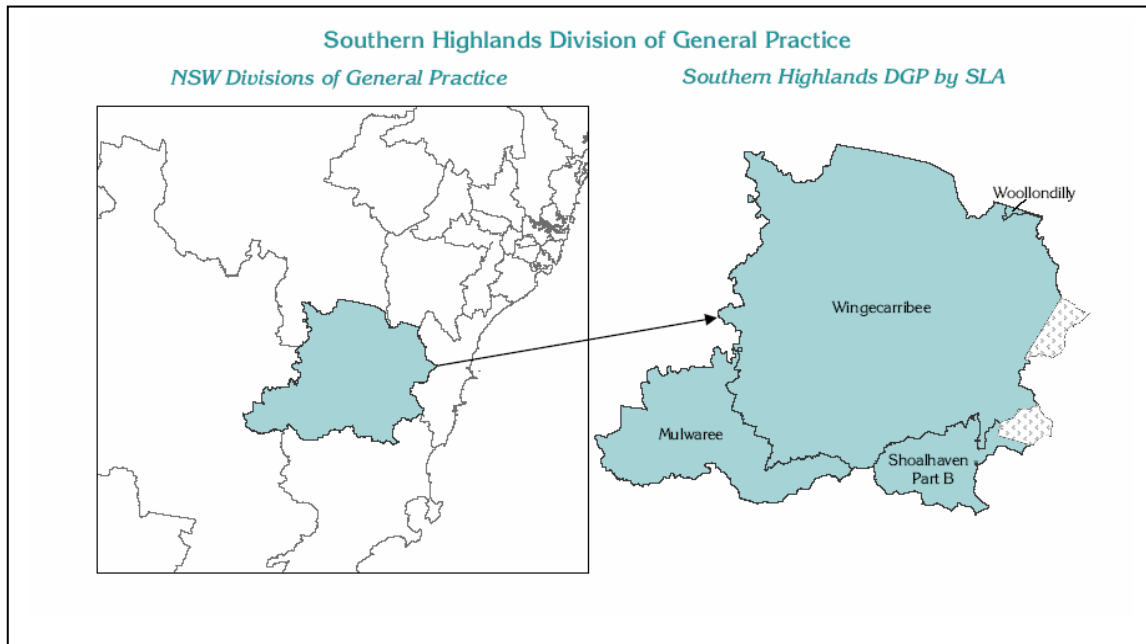 Southern Highlands Division of General Practice
NSW Divisions of General Practice
Southern Highlands DGP by SLA
Woollondilly
Wingecarribee
Mulwaree
Shoalhaven
Part B